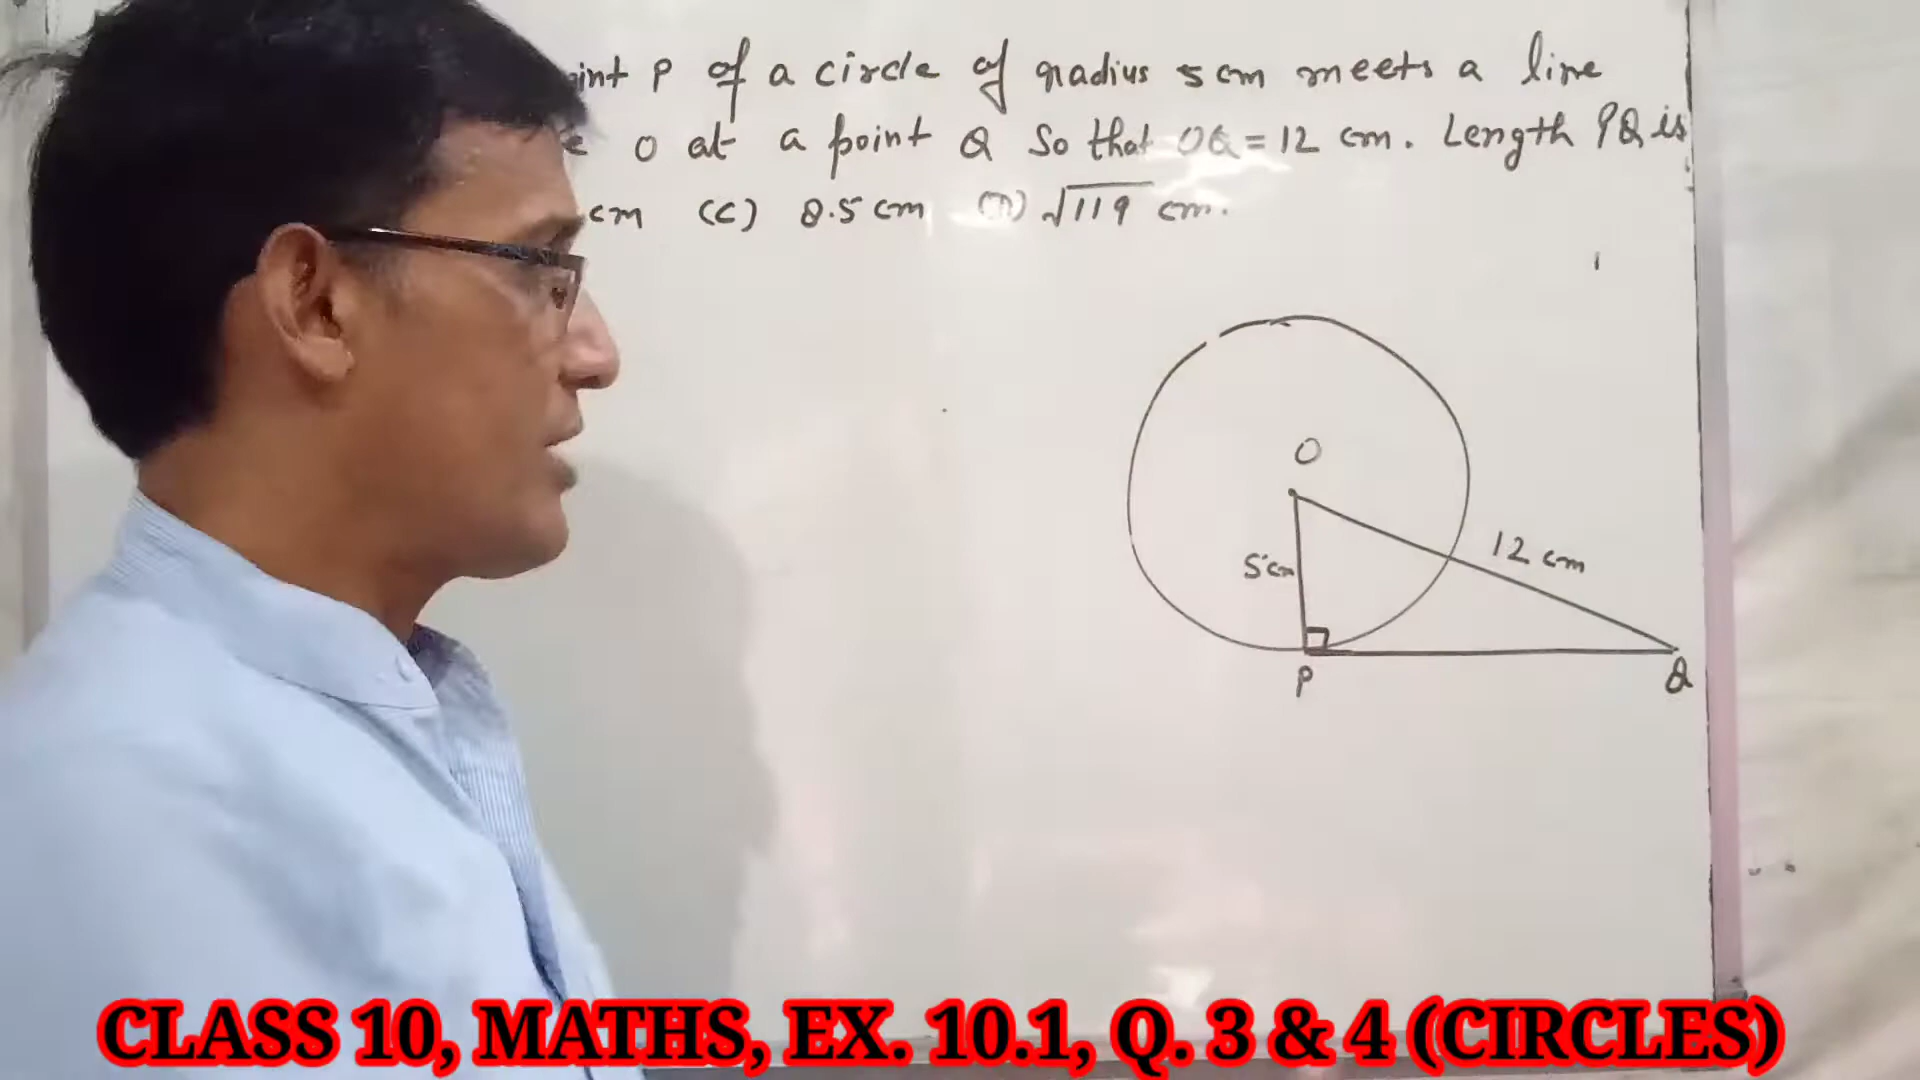 point P of a circle of radius 5 cm meets a line
O at a point Q So that OQ = 12 cm. Length PQ is
cm (C) 8.5 cm (D) √119 cm.
O
12 cm
5cm
P
Q
CLASS 10, MATHS, EX. 10.1, Q. 3 & 4 (CIRCLES)